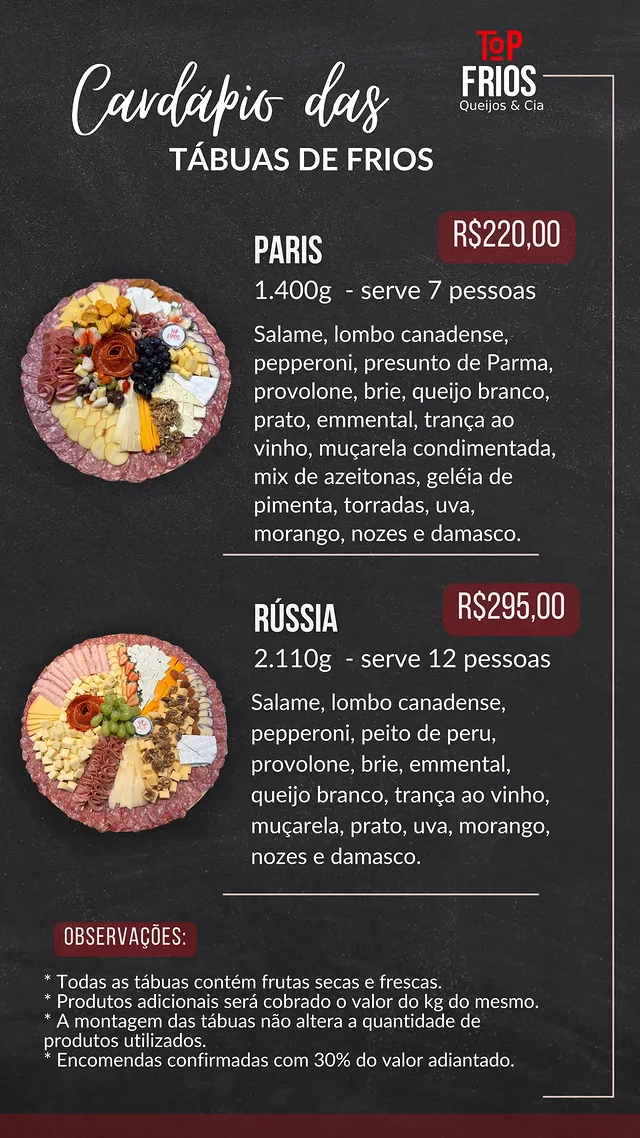 TOP
FRIOS
Queijos & Cia
Cardápio das
TÁBUAS DE FRIOS
R$220,00
PARIS
1.400g - serve 7 pessoas
Salame, lombo canadense,
pepperoni, presunto de Parma,
provolone, brie, queijo branco,
prato, emmental, trança ao
vinho, muçarela condimentada,
mix de azeitonas, geléia de
pimenta, torradas, uva,
morango, nozes e damasco.
R$295,00
RÚSSIA
2.110g - serve 12 pessoas
Salame, lombo canadense,
pepperoni, peito de peru,
provolone, brie, emmental,
queijo branco, trança ao vinho,
muçarela, prato, uva, morango,
nozes e damasco.
OBSERVAÇÕES:
* Todas as tábuas contém frutas secas e frescas.
* Produtos adicionais será cobrado o valor do kg do mesmo.
* A montagem das tábuas não altera a quantidade de
produtos utilizados.
* Encomendas confirmadas com 30% do valor adiantado.